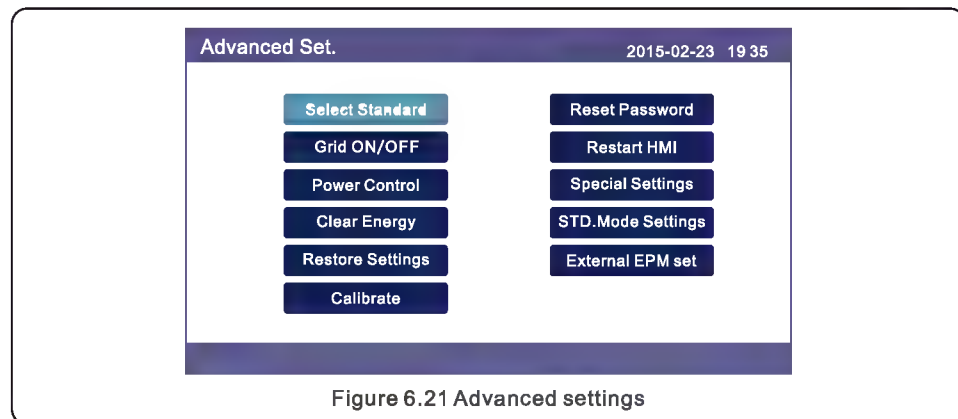 Advanced Set.
2015-02-23 19 35
Select Standard
Grid ON/OFF
Power Control
Clear Energy
Restore Settings
Calibrate
Reset Password
Restart HMI
Special Settings
STD.Mode Settings
External EPM set
Figure 6.21 Advanced settings